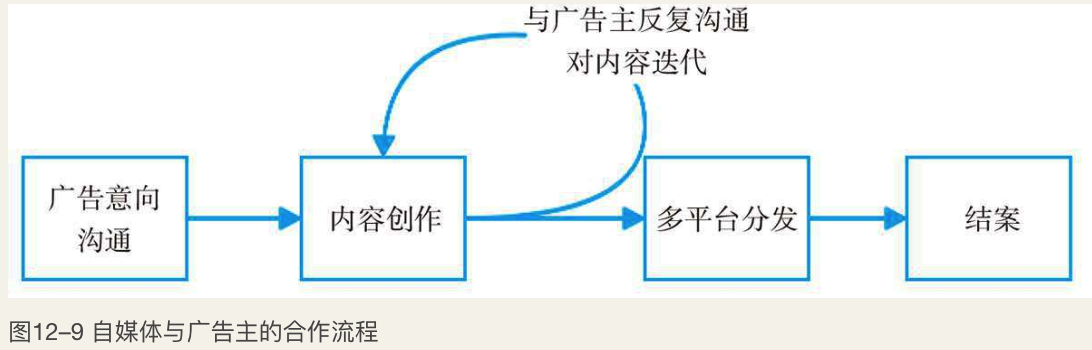 与广告主反复沟通
对内容迭代
广告意向
沟通
内容创作
多平台分发
结案
图12–9 自媒体与广告主的合作流程